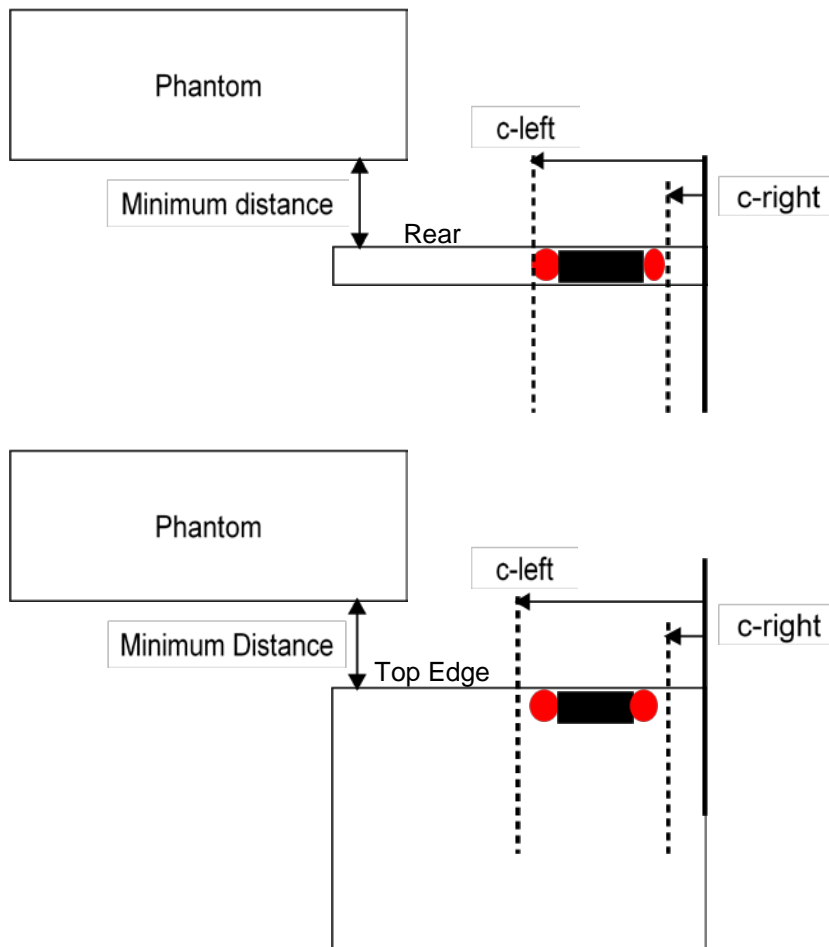 Phantom
c-left
c-right
Minimum distance
Rear
Phantom
c-left
c-right
Minimum Distance
Top Edge